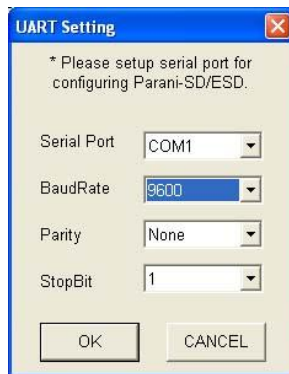 UART Setting
* Please setup serial port for
configuring Parani-SD/ESD.
Serial Port COM1
BaudRate 9600
Parity None
StopBit 1
OK CANCEL